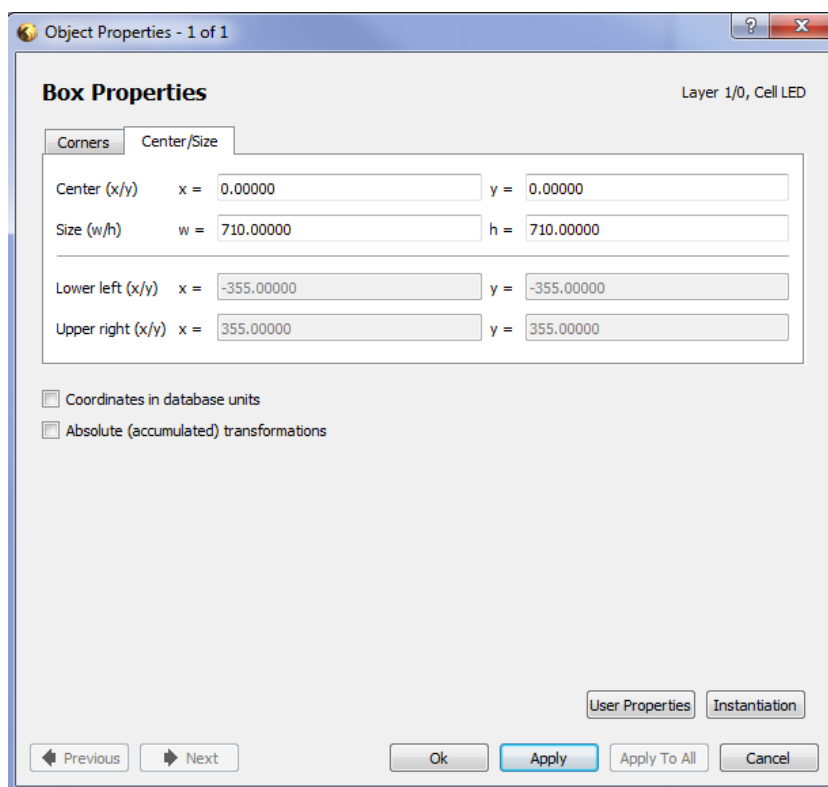 Object Properties - 1 of 1
?
Box Properties
Layer 1/0, Cell LED
Corners
Center/Size
Center (x/y) x = 0.00000 y = 0.00000
Size (w/h) w = 710.00000 h = 710.00000
Lower left (x/y) x = -355.00000 y = -355.00000
Upper right (x/y) x = 355.00000 y = 355.00000
Coordinates in database units
Absolute (accumulated) transformations
User Properties Instantiation
Previous Next Ok Apply Apply To All Cancel